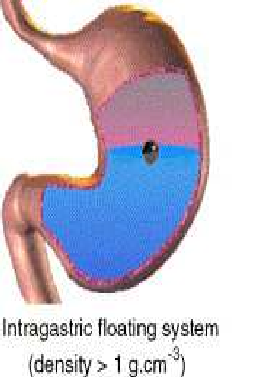 Intragastric floating system
(density > 1 g.cm⁻³)